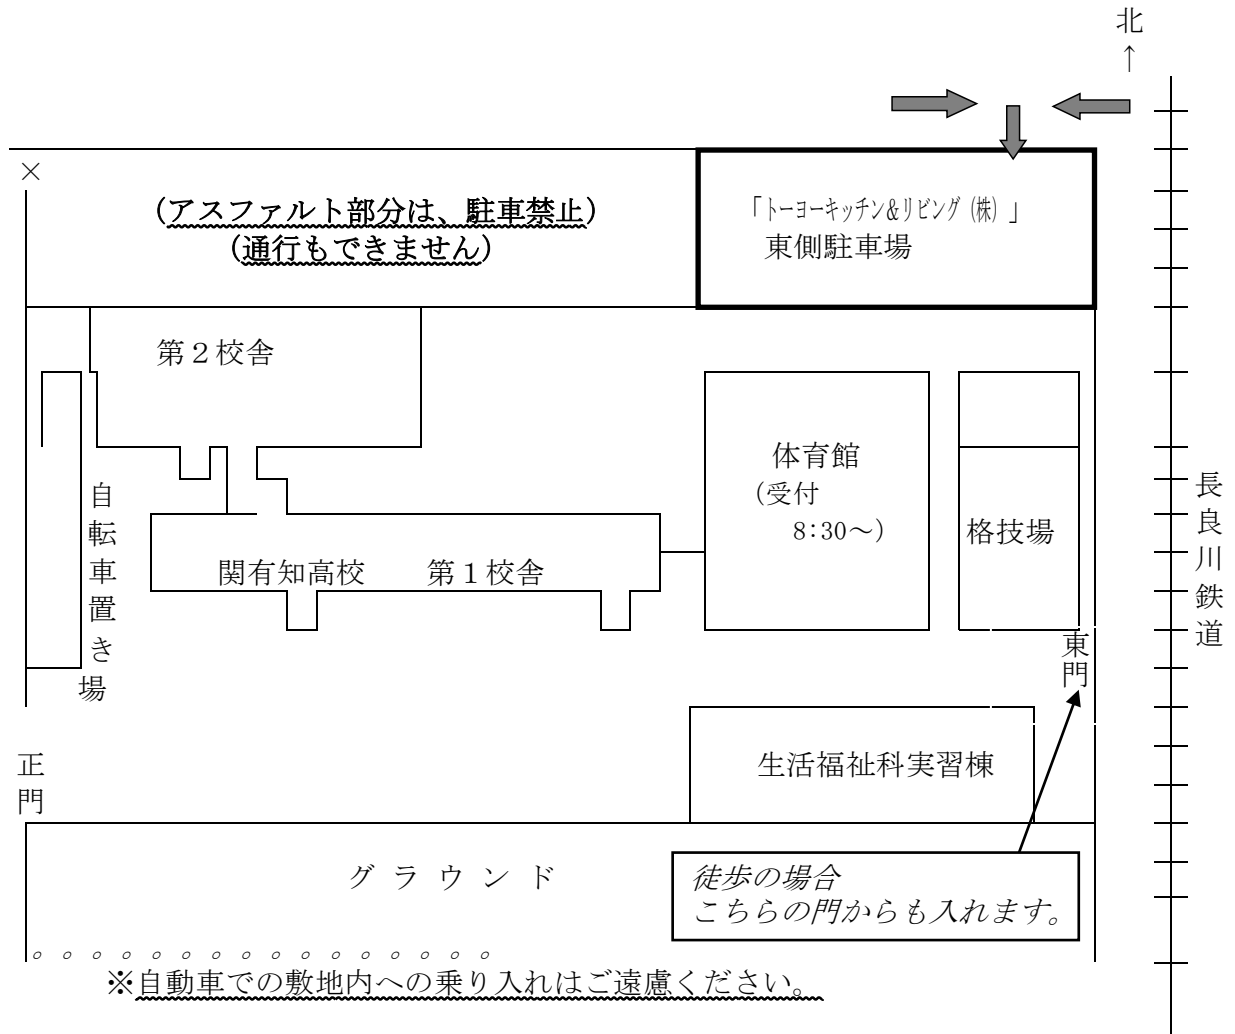 北
↑
×
(アスファルト部分は、駐車禁止)
(通行もできません)
「トーヨーキッチン&リビング(株)」
東側駐車場
第2校舎
体育館
(受付
8:30~)
格技場
自転車置き場
関有知高校 第1校舎
長良川鉄道
東門
正門
生活福祉科実習棟
グラウンド
徒歩の場合
こちらの門からも入れます。
※自動車での敷地内への乗り入れはご遠慮ください。